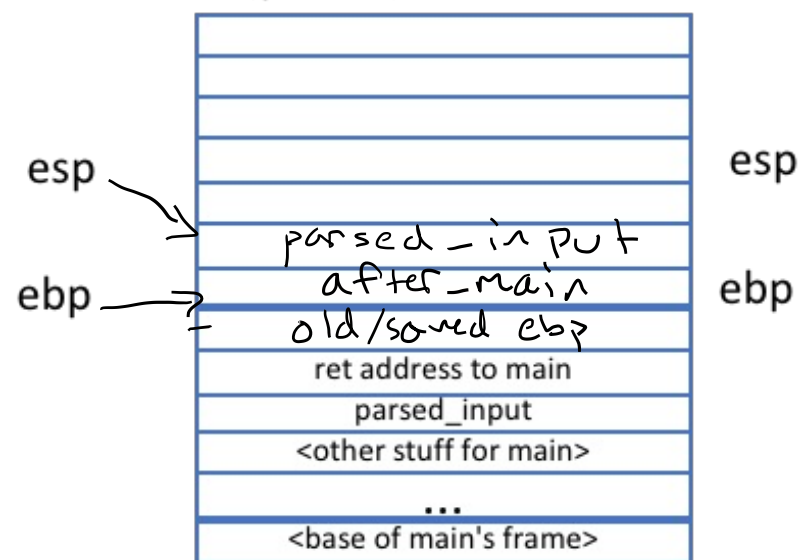 esp
esp
parsed_input
after_main
ebp
ebp
old/saved ebp
ret address to main
parsed_input
<other stuff for main>
...
<base of main's frame>